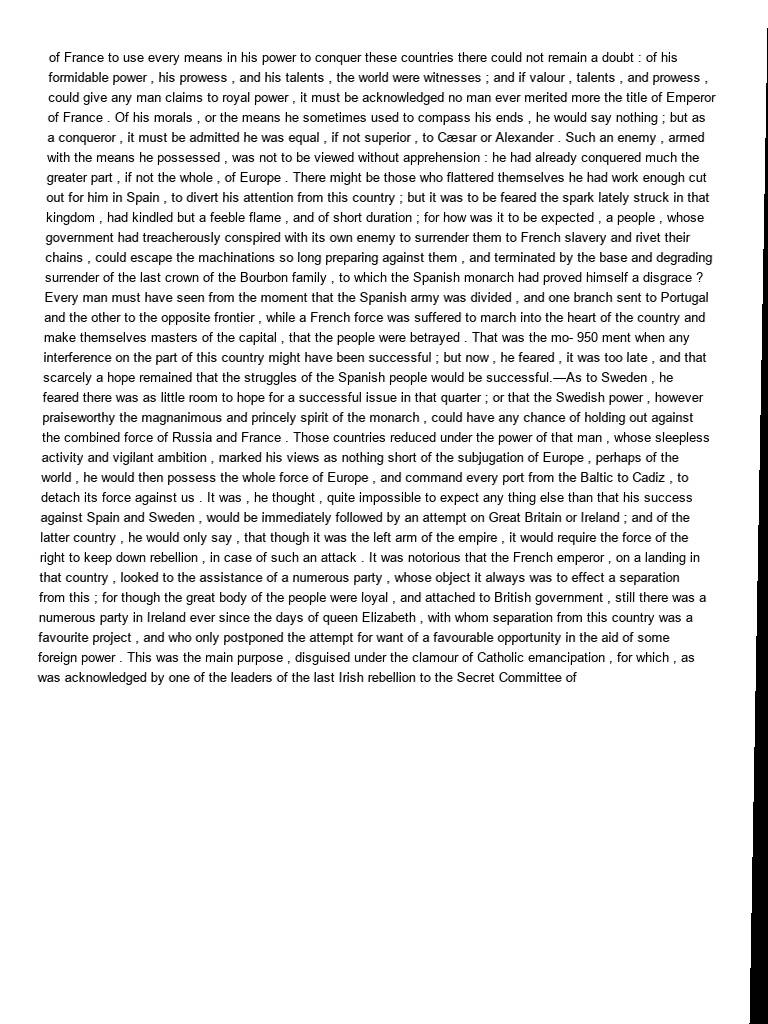 of France to use every means in his power to conquer these countries there could not remain a doubt : of his
formidable power , his prowess , and his talents , the world were witnesses ; and if valour , talents , and prowess ,
could give any man claims to royal power , it must be acknowledged no man ever merited more the title of Emperor
of France . Of his morals , or the means he sometimes used to compass his ends , he would say nothing ; but as
a conqueror , it must be admitted he was equal , if not superior , to Cæsar or Alexander . Such an enemy , armed
with the means he possessed , was not to be viewed without apprehension : he had already conquered much the
greater part , if not the whole , of Europe . There might be those who flattered themselves he had work enough cut
out for him in Spain , to divert his attention from this country ; but it was to be feared the spark lately struck in that
kingdom , had kindled but a feeble flame , and of short duration ; for how was it to be expected , a people , whose
government had treacherously conspired with its own enemy to surrender them to French slavery and rivet their
chains , could escape the machinations so long preparing against them , and terminated by the base and degrading
surrender of the last crown of the Bourbon family , to which the Spanish monarch had proved himself a disgrace ?
Every man must have seen from the moment that the Spanish army was divided , and one branch sent to Portugal
and the other to the opposite frontier , while a French force was suffered to march into the heart of the country and
make themselves masters of the capital , that the people were betrayed . That was the mo- 950 ment when any
interference on the part of this country might have been successful ; but now , he feared , it was too late , and that
scarcely a hope remained that the struggles of the Spanish people would be successful.—As to Sweden , he
feared there was as little room to hope for a successful issue in that quarter ; or that the Swedish power , however
praiseworthy the magnanimous and princely spirit of the monarch , could have any chance of holding out against
the combined force of Russia and France . Those countries reduced under the power of that man , whose sleepless
activity and vigilant ambition , marked his views as nothing short of the subjugation of Europe , perhaps of the
world , he would then possess the whole force of Europe , and command every port from the Baltic to Cadiz , to
detach its force against us . It was , he thought , quite impossible to expect any thing else than that his success
against Spain and Sweden , would be immediately followed by an attempt on Great Britain or Ireland ; and of the
latter country , he would only say , that though it was the left arm of the empire , it would require the force of the
right to keep down rebellion , in case of such an attack . It was notorious that the French emperor , on a landing in
that country , looked to the assistance of a numerous party , whose object it always was to effect a separation
from this ; for though the great body of the people were loyal , and attached to British government , still there was a
numerous party in Ireland ever since the days of queen Elizabeth , with whom separation from this country was a
favourite project , and who only postponed the attempt for want of a favourable opportunity in the aid of some
foreign power . This was the main purpose , disguised under the clamour of Catholic emancipation , for which , as
was acknowledged by one of the leaders of the last Irish rebellion to the Secret Committee of